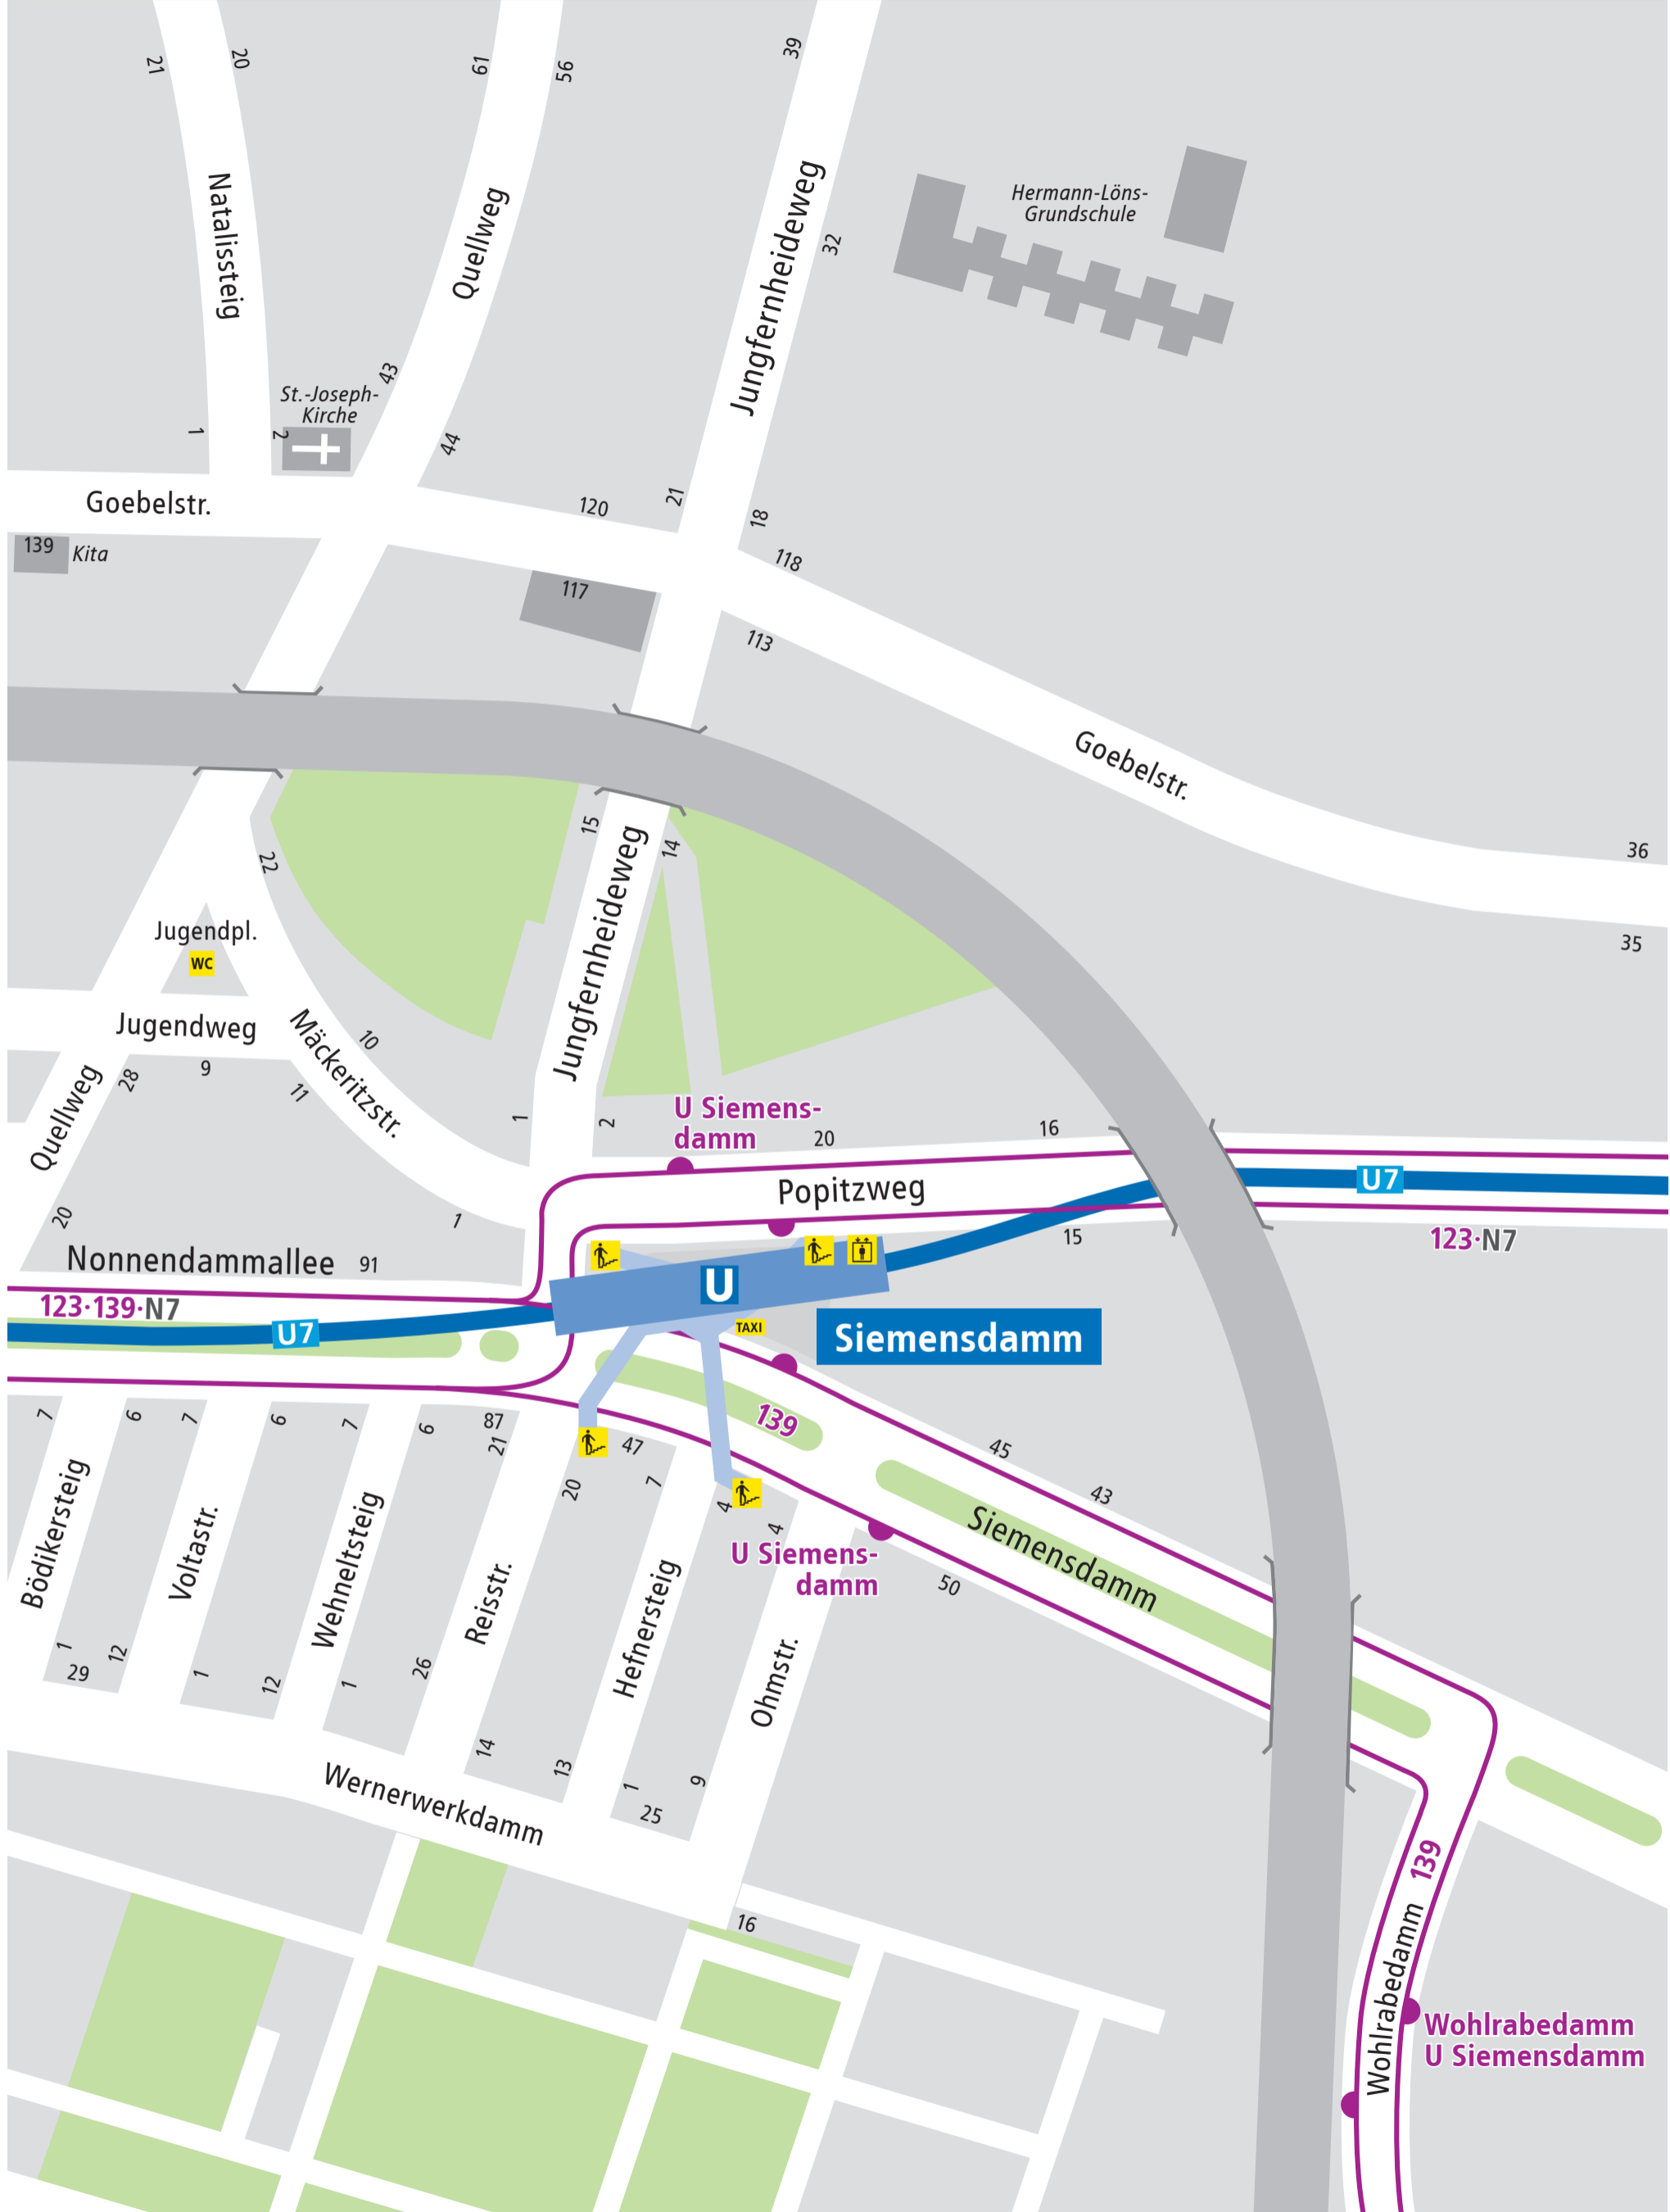 21
20
61
56
39
Natalissteig
Quellweg
Jungfernheideweg
32
Hermann-Löns-
Grundschule
43
St.-Joseph-
Kirche
1
2
44
Goebelstr.
120
21
18
139
Kita
117
118
113
Goebelstr.
36
35
15
14
22
Jungfernheideweg
Jugendpl.
WC
Jugendweg
Mäckeritzstr.
10
9
11
28
Quellweg
20
1
1
2
U Siemens-
damm
20
16
Popitzweg
U7
15
123·N7
Nonnendammallee
91
123·139·N7
U7
U
TAXI
Siemensdamm
139
7
6
7
6
7
6
87
21
20
47
7
4
4
45
43
Siemensdamm
U Siemens-
damm
50
Bödikersteig
Voltastr.
Wehneltsteig
Reisstr.
Hefnersteig
Ohmstr.
1
29
12
1
12
1
26
14
13
1
25
9
Wernerwerkdamm
16
139
Wohlrabedamm
Wohlrabedamm
U Siemensdamm